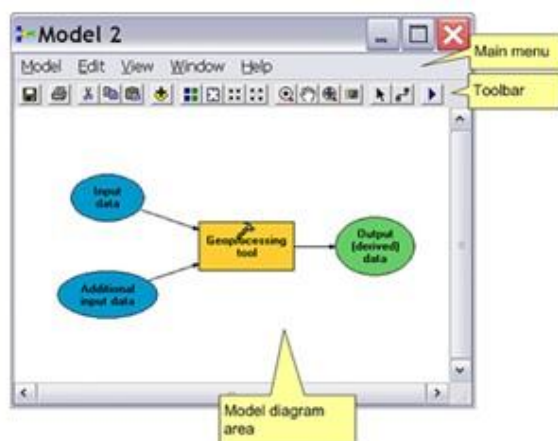 Model 2
Model Edit View Window Help
Main menu
Toolbar
Input
data
Geoprocessing
tool
Output
(derived)
data
Additional
input data
Model diagram
area